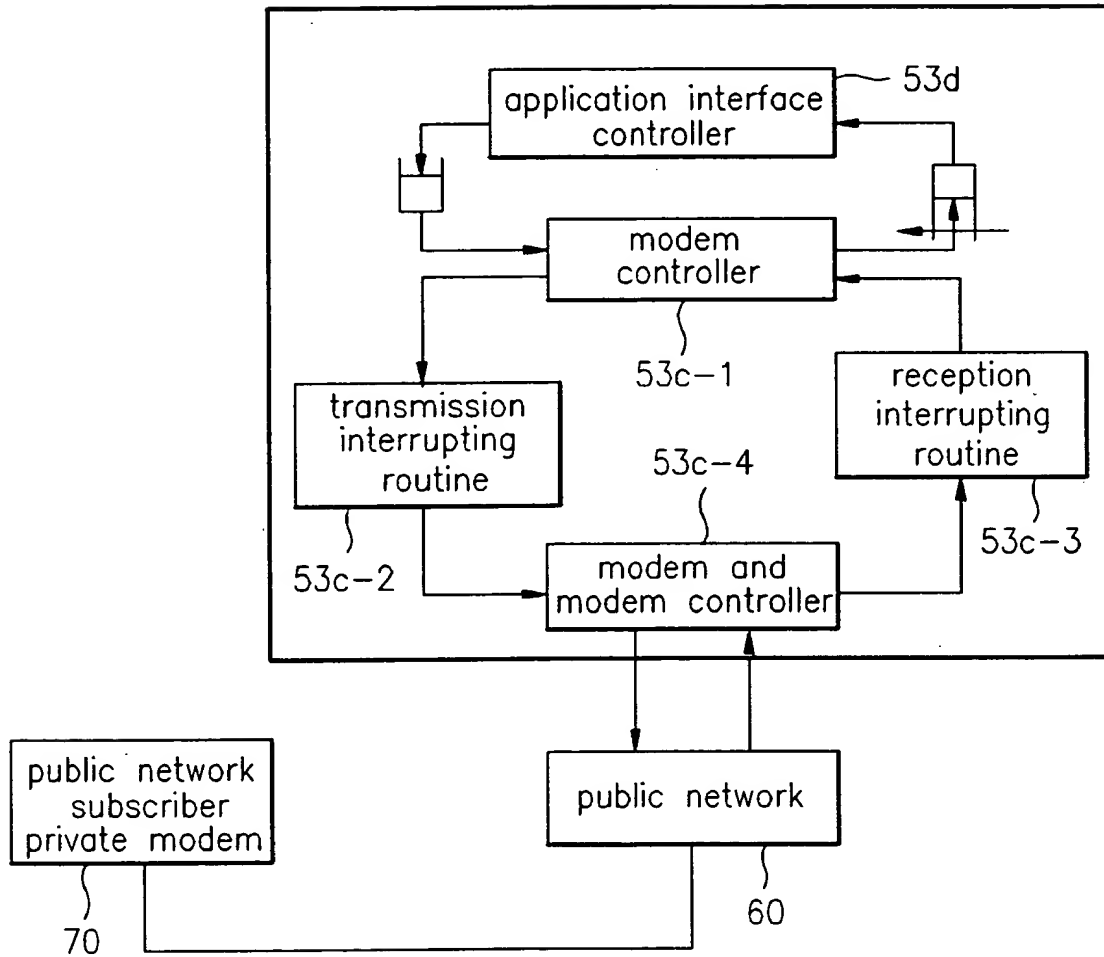 53d
application interface
controller
modem
controller
53c-1
transmission
interrupting
routine
53c-2
reception
interrupting
routine
53c-3
53c-4
modem and
modem controller
public network
subscriber
private modem
70
public network
60